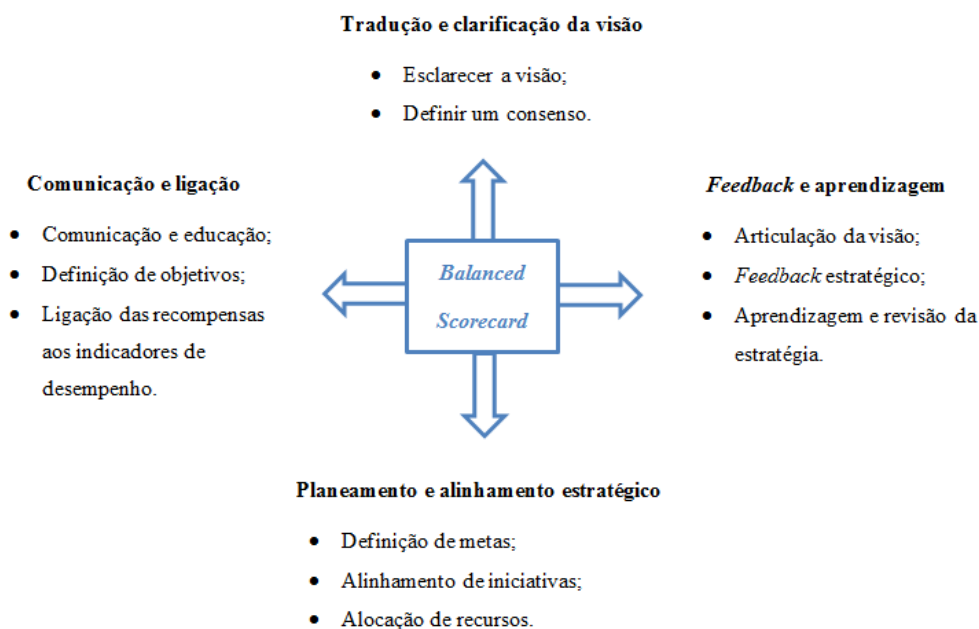 Tradução e clarificação da visão
• Esclarecer a visão;
• Definir um consenso.
Comunicação e ligação
• Comunicação e educação;
• Definição de objetivos;
• Ligação das recompensas
aos indicadores de
desempenho.
Balanced
Scorecard
Feedback e aprendizagem
• Articulação da visão;
• Feedback estratégico;
• Aprendizagem e revisão da
estratégia.
Planeamento e alinhamento estratégico
• Definição de metas;
• Alinhamento de iniciativas;
• Alocação de recursos.